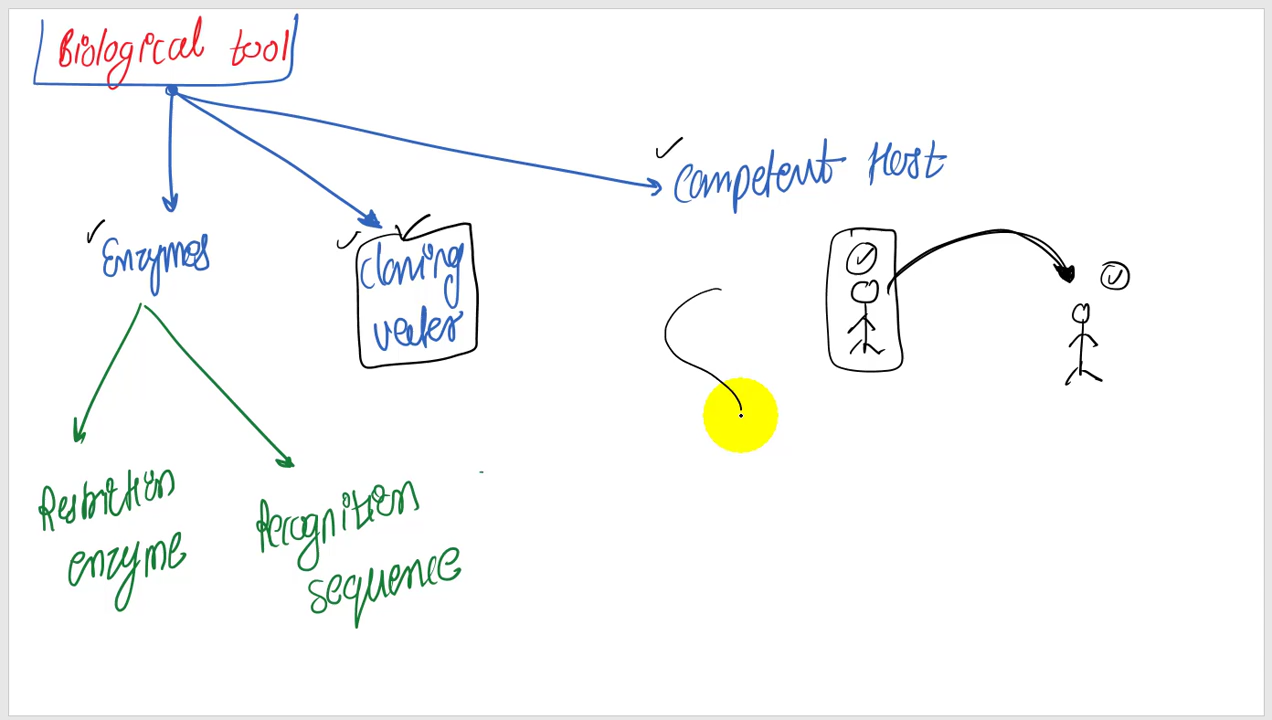 Biological tool
Competent Host
Enzymes
cloning
vector
Restriction
enzyme
Recognition
sequence